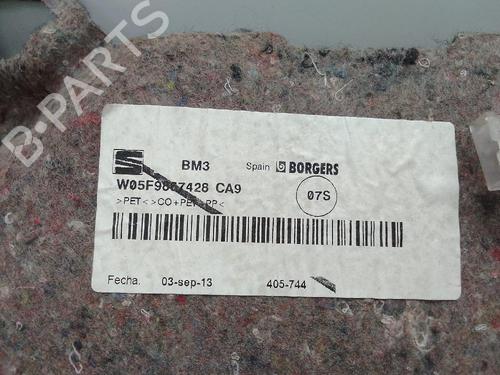 B-PARTS
BM3 Spain BORGERS
W05F9867428 CA9
>PET< >CO+PET+PP<
07S
Fecha. 03-sep-13 405-744